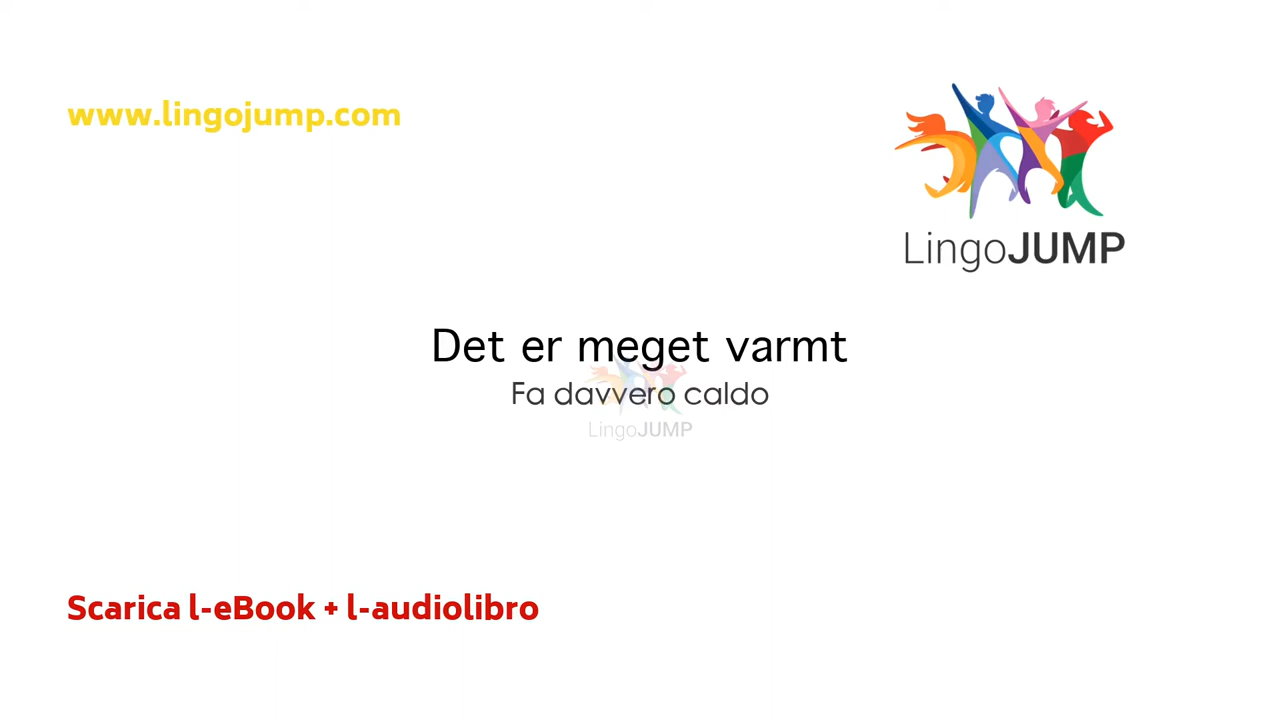 www.lingojump.com
LingoJUMP
Det er meget varmt
Fa davvero caldo
LingoJUMP
Scarica l-eBook + l-audiolibro